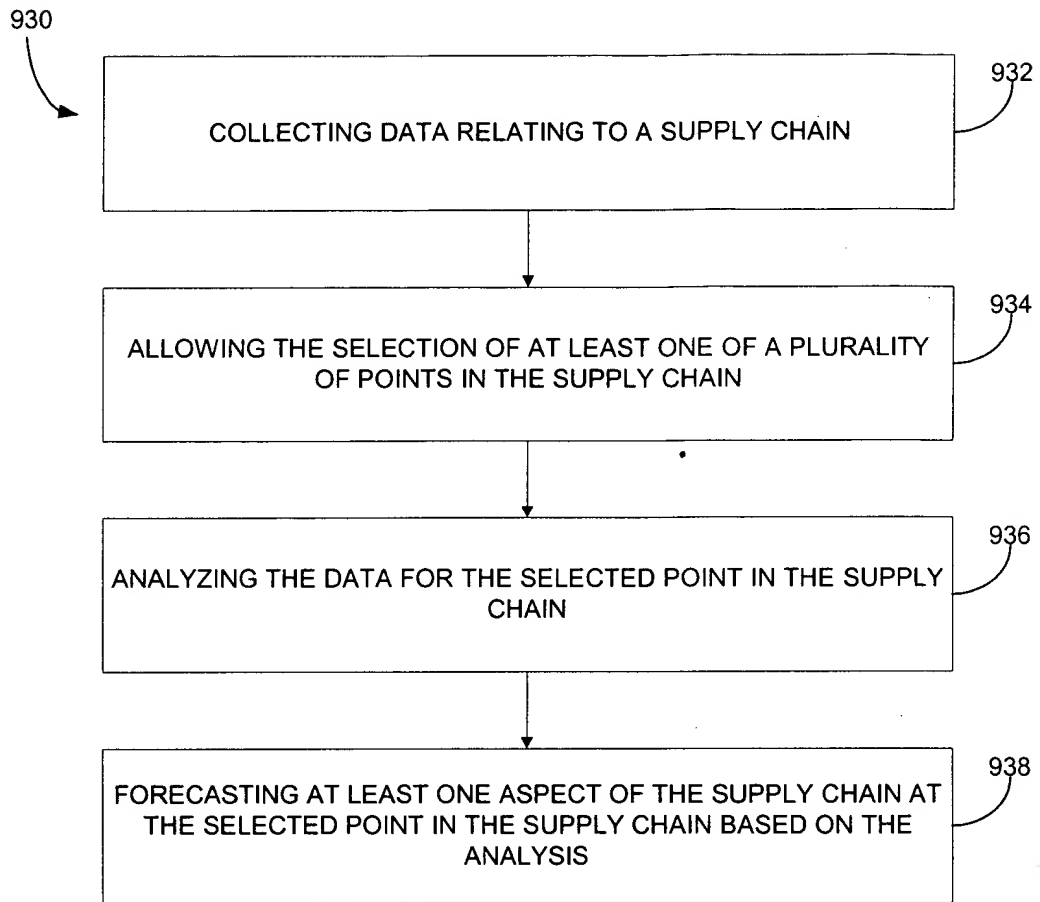 930
932
COLLECTING DATA RELATING TO A SUPPLY CHAIN
934
ALLOWING THE SELECTION OF AT LEAST ONE OF A PLURALITY
OF POINTS IN THE SUPPLY CHAIN
936
ANALYZING THE DATA FOR THE SELECTED POINT IN THE SUPPLY
CHAIN
938
FORECASTING AT LEAST ONE ASPECT OF THE SUPPLY CHAIN AT
THE SELECTED POINT IN THE SUPPLY CHAIN BASED ON THE
ANALYSIS